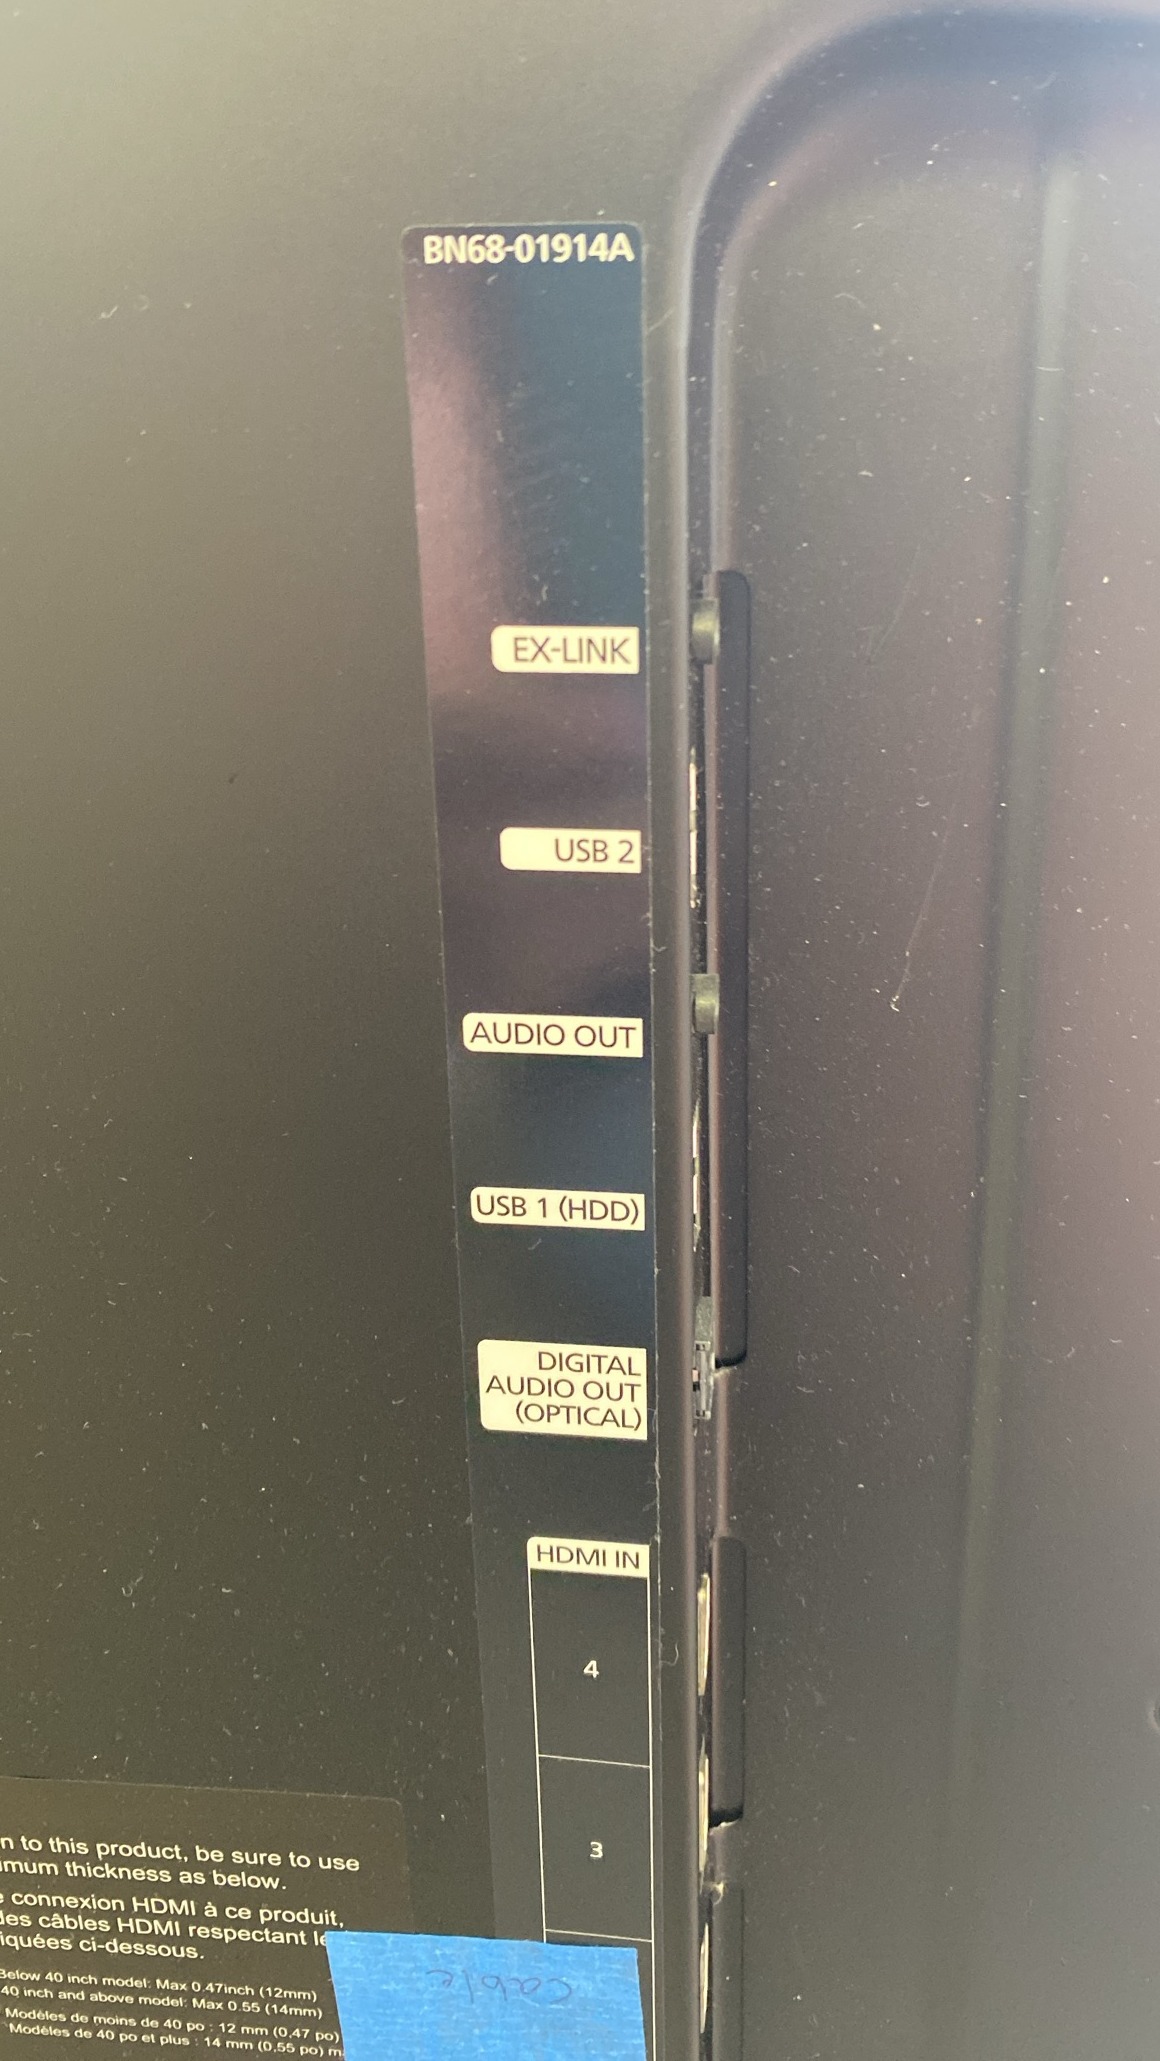 BN68-01914A
EX-LINK
USB 2
AUDIO OUT
USB 1 (HDD)
DIGITAL
AUDIO OUT
(OPTICAL)
HDMI IN
4
3
n to this product, be sure to use
mum thickness as below.
connexion HDMI à ce produit,
des câbles HDMI respectant le
iquées ci-dessous.
Below 40 inch model: Max 0.47inch (12mm)
40 inch and above model: Max 0.55 (14mm)
Modèles de moins de 40 po : 12 mm (0,47 po)
Modèles de 40 po et plus : 14 mm (0,55 po) m
cable